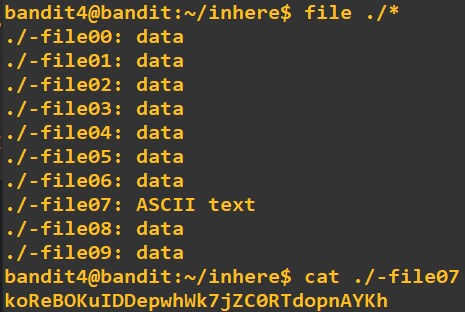 bandit4@bandit:~/inhere$ file ./*
./-file00: data
./-file01: data
./-file02: data
./-file03: data
./-file04: data
./-file05: data
./-file06: data
./-file07: ASCII text
./-file08: data
./-file09: data
bandit4@bandit:~/inhere$ cat ./-file07
koReBOKuIDDepwhWk7jZC0RTdopnAYKh